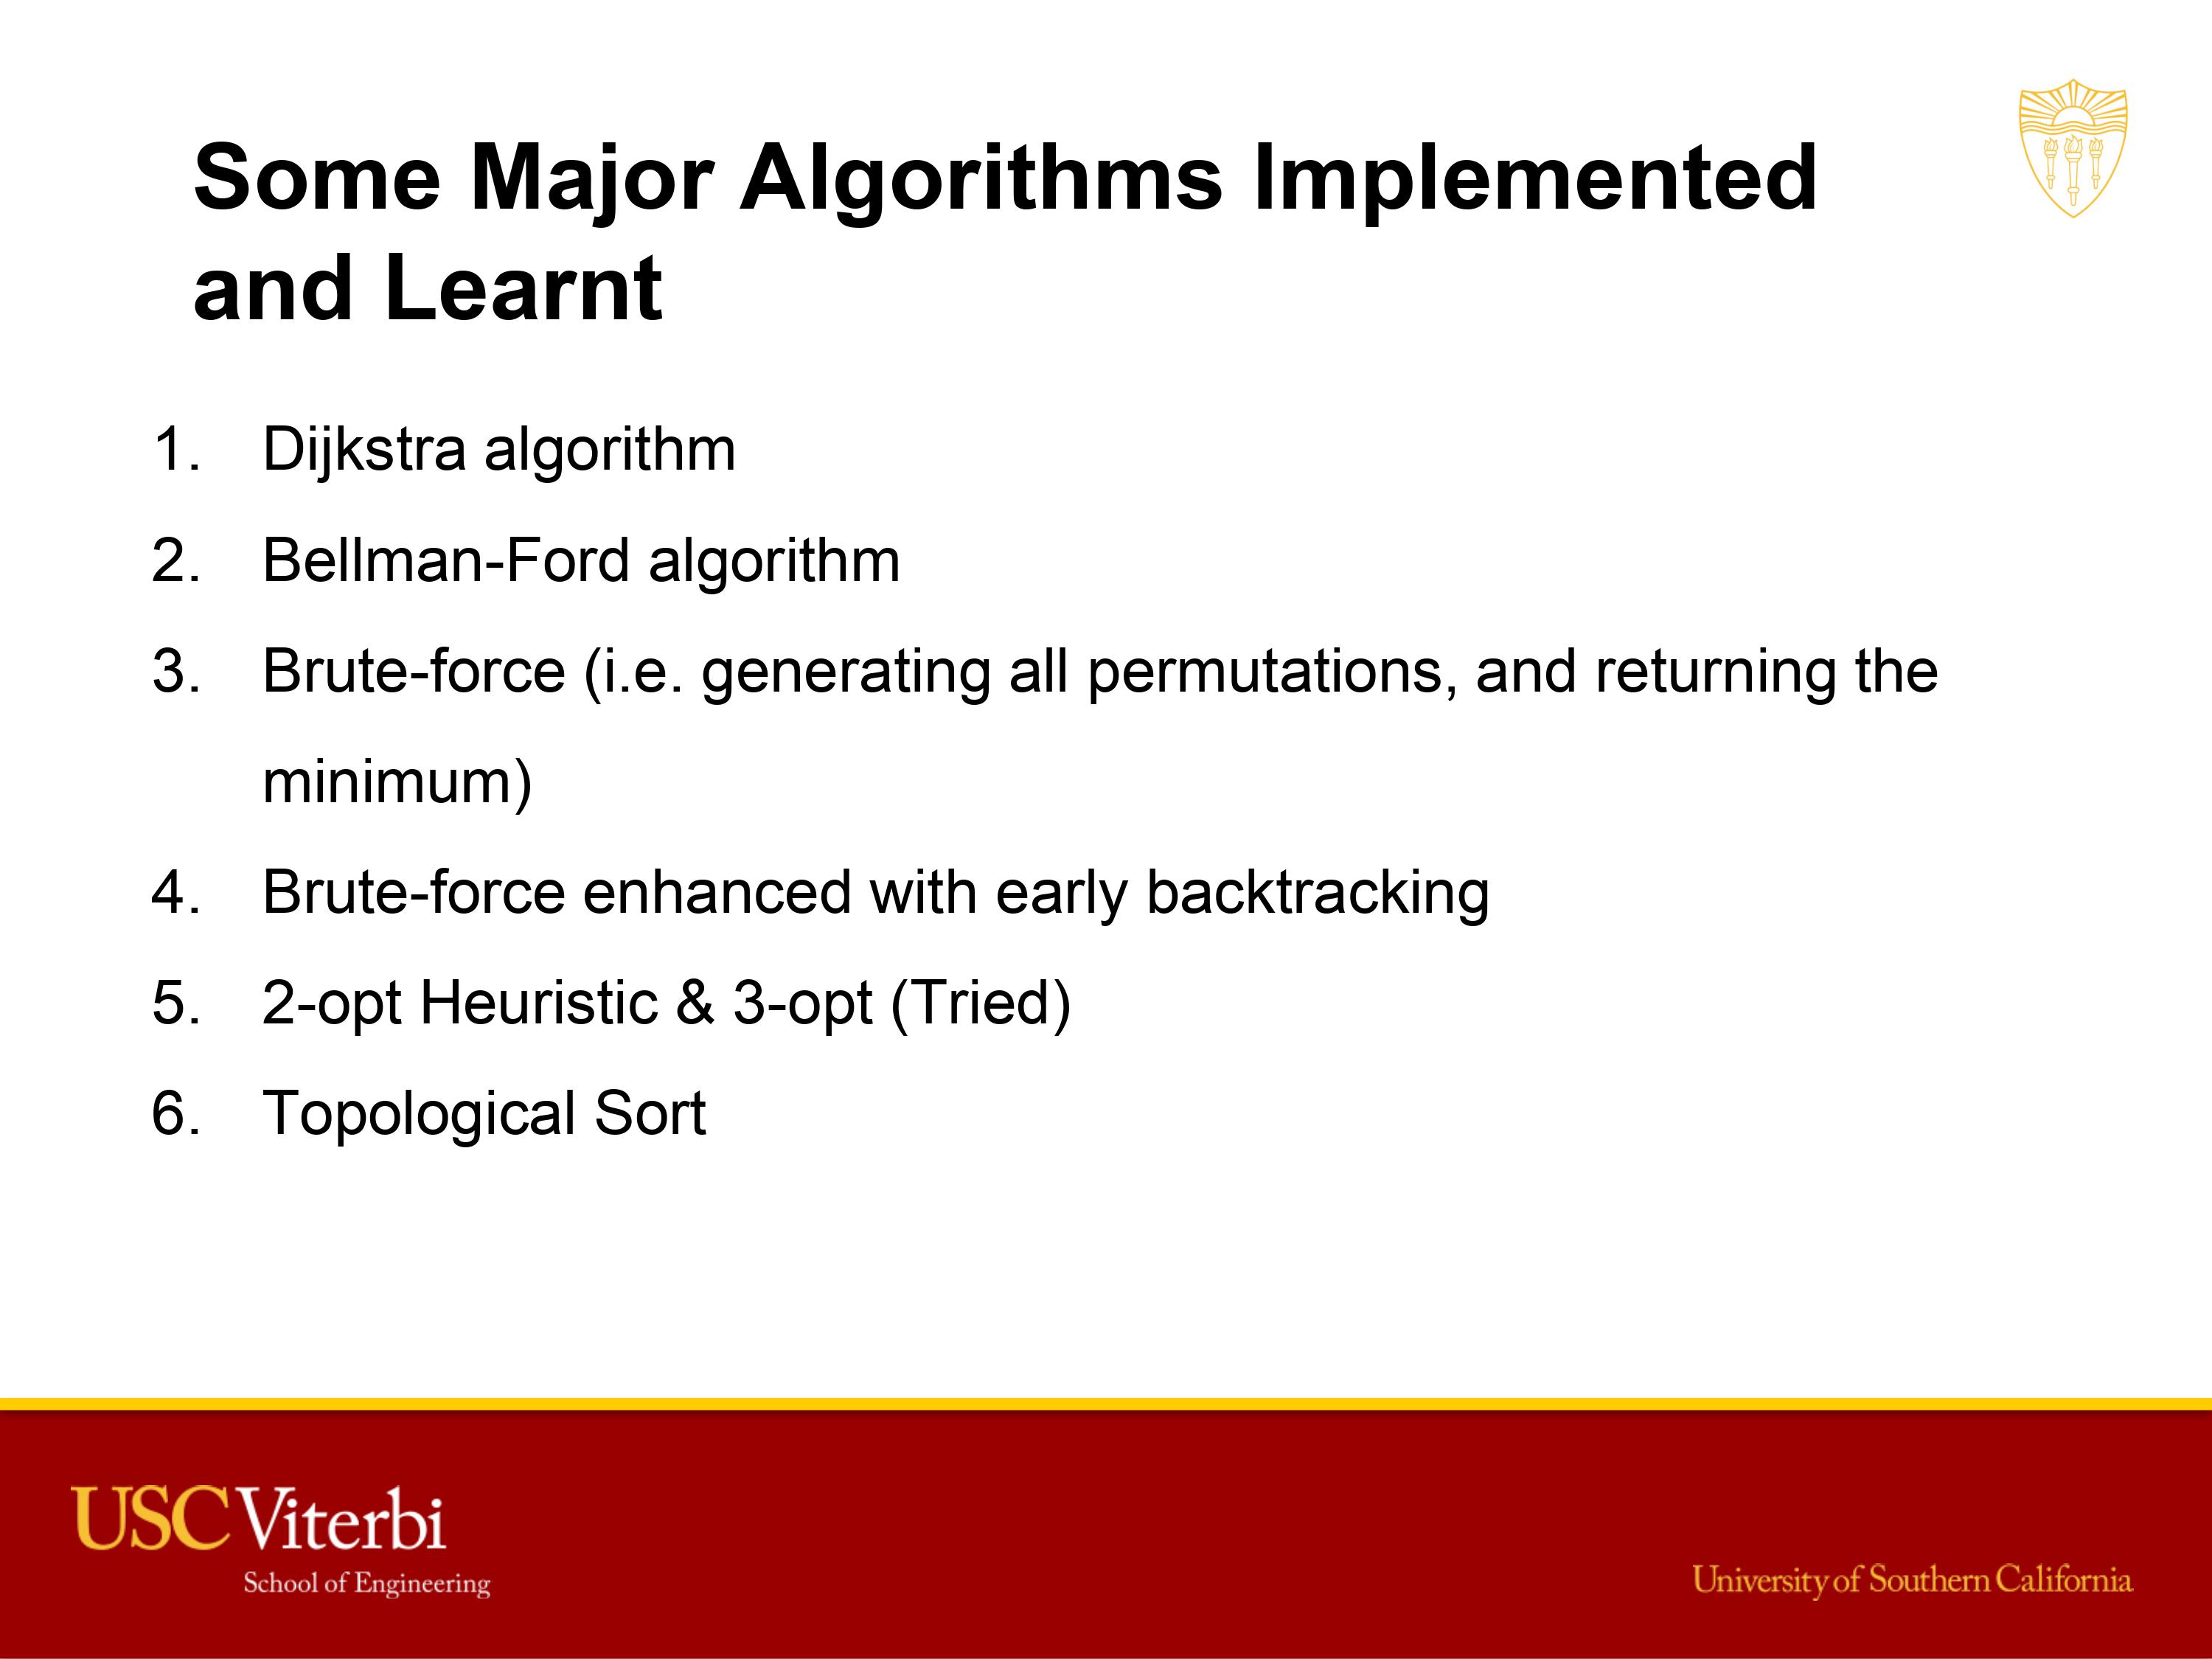 Some Major Algorithms Implemented
and Learnt
1. Dijkstra algorithm
2. Bellman-Ford algorithm
3. Brute-force (i.e. generating all permutations, and returning the
minimum)
4. Brute-force enhanced with early backtracking
5. 2-opt Heuristic & 3-opt (Tried)
6. Topological Sort
USC Viterbi
School of Engineering
University of Southern California